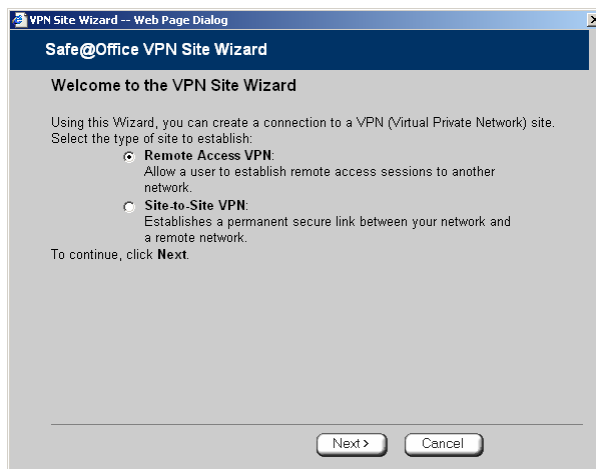 VPN Site Wizard -- Web Page Dialog
Safe@Office VPN Site Wizard
Welcome to the VPN Site Wizard
Using this Wizard, you can create a connection to a VPN (Virtual Private Network) site.
Select the type of site to establish:
Remote Access VPN:
Allow a user to establish remote access sessions to another
network.
Site-to-Site VPN:
Establishes a permanent secure link between your network and
a remote network.
To continue, click Next.
Next >
Cancel